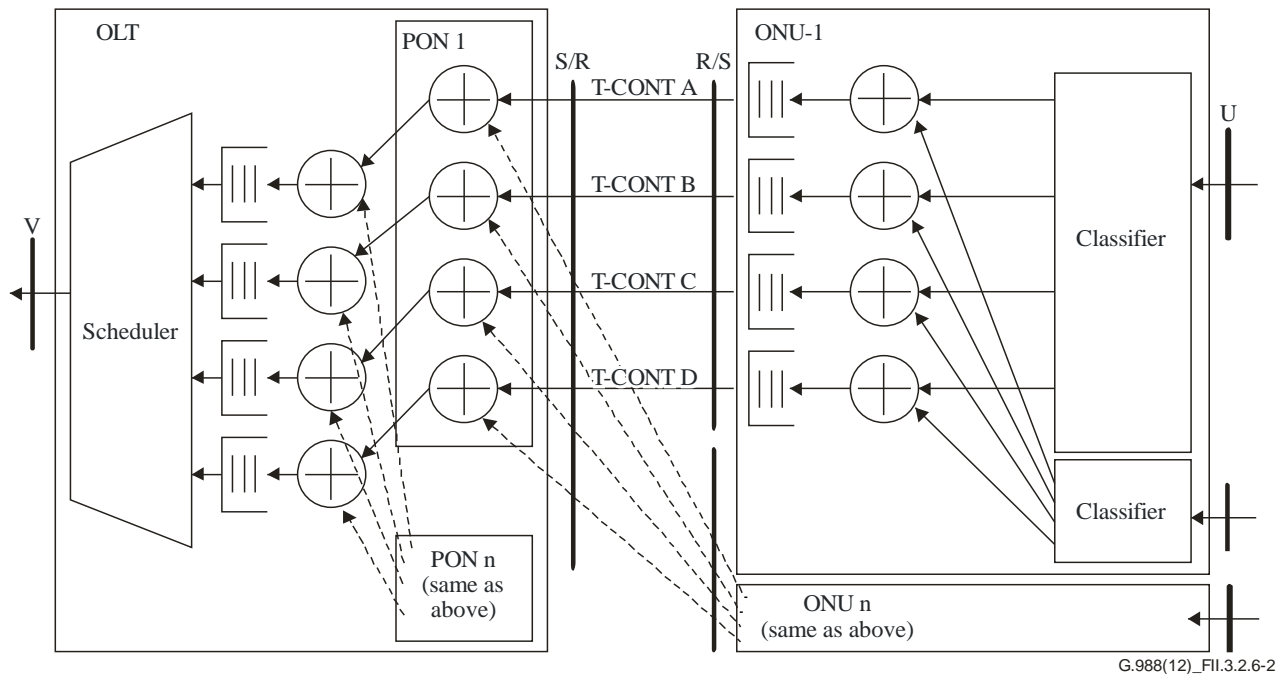 OLT
PON 1
S/R
R/S
ONU-1
T-CONT A
U
T-CONT B
V
Classifier
T-CONT C
Scheduler
T-CONT D
Classifier
PON n
(same as
above)
ONU n
(same as above)
G.988(12)_FII.3.2.6-2